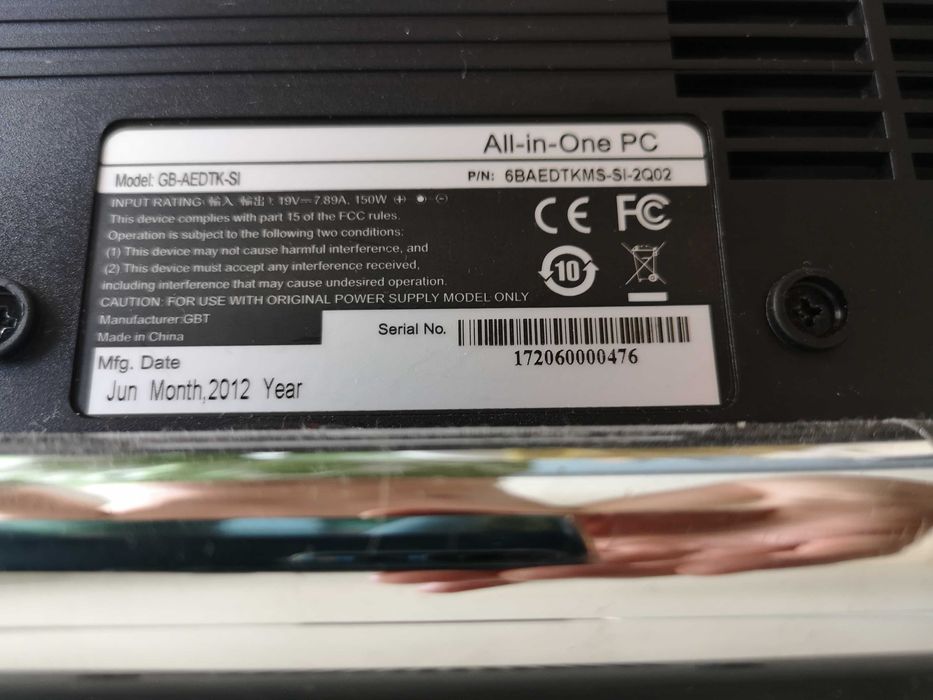 All-in-One PC
Model: GB-AEDTK-SI
P/N: 6BAEDTKMS-SI-2Q02
INPUT RATING: 輸入（輸出）: 19V⎓7.89A, 150W
This device complies with part 15 of the FCC rules.
Operation is subject to the following two conditions:
(1) This device may not cause harmful interference, and
(2) This device must accept any interference received,
including interference that may cause undesired operation.
CAUTION: FOR USE WITH ORIGINAL POWER SUPPLY MODEL ONLY
CE FC
10
Manufacturer:GBT
Made in China
Serial No.
172060000476
Mfg. Date
Jun Month,2012 Year